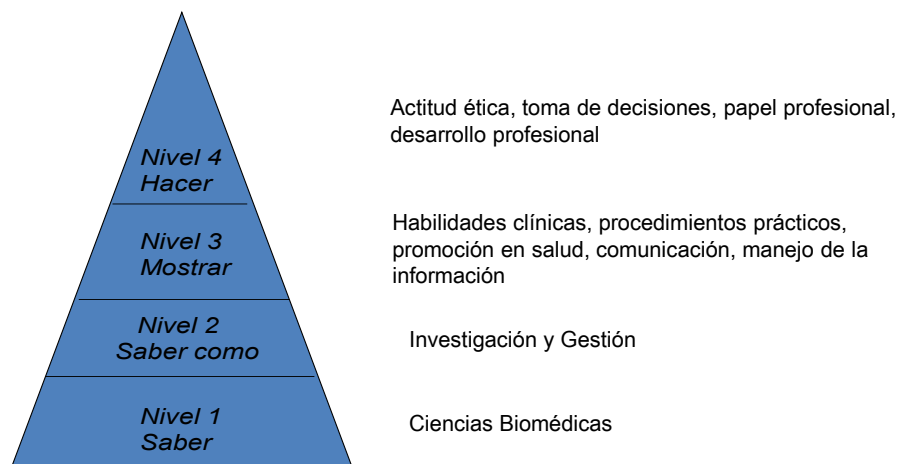 Actitud ética, toma de decisiones, papel profesional,
desarrollo profesional
Nivel 4
Hacer
Habilidades clínicas, procedimientos prácticos,
promoción en salud, comunicación, manejo de la
información
Nivel 3
Mostrar
Nivel 2
Saber como
Investigación y Gestión
Nivel 1
Saber
Ciencias Biomédicas